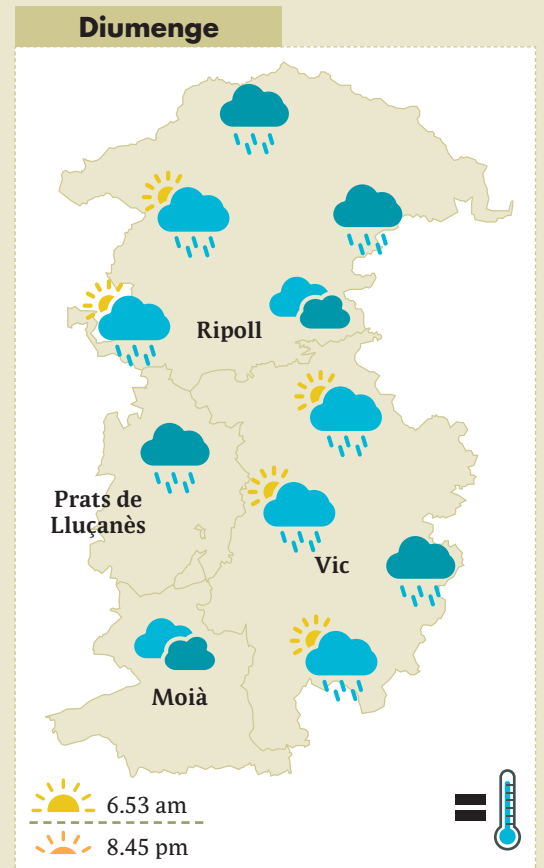 Diumenge
Ripoll
Prats de
Lluçanès
Vic
Moià
6.53 am
8.45 pm
=